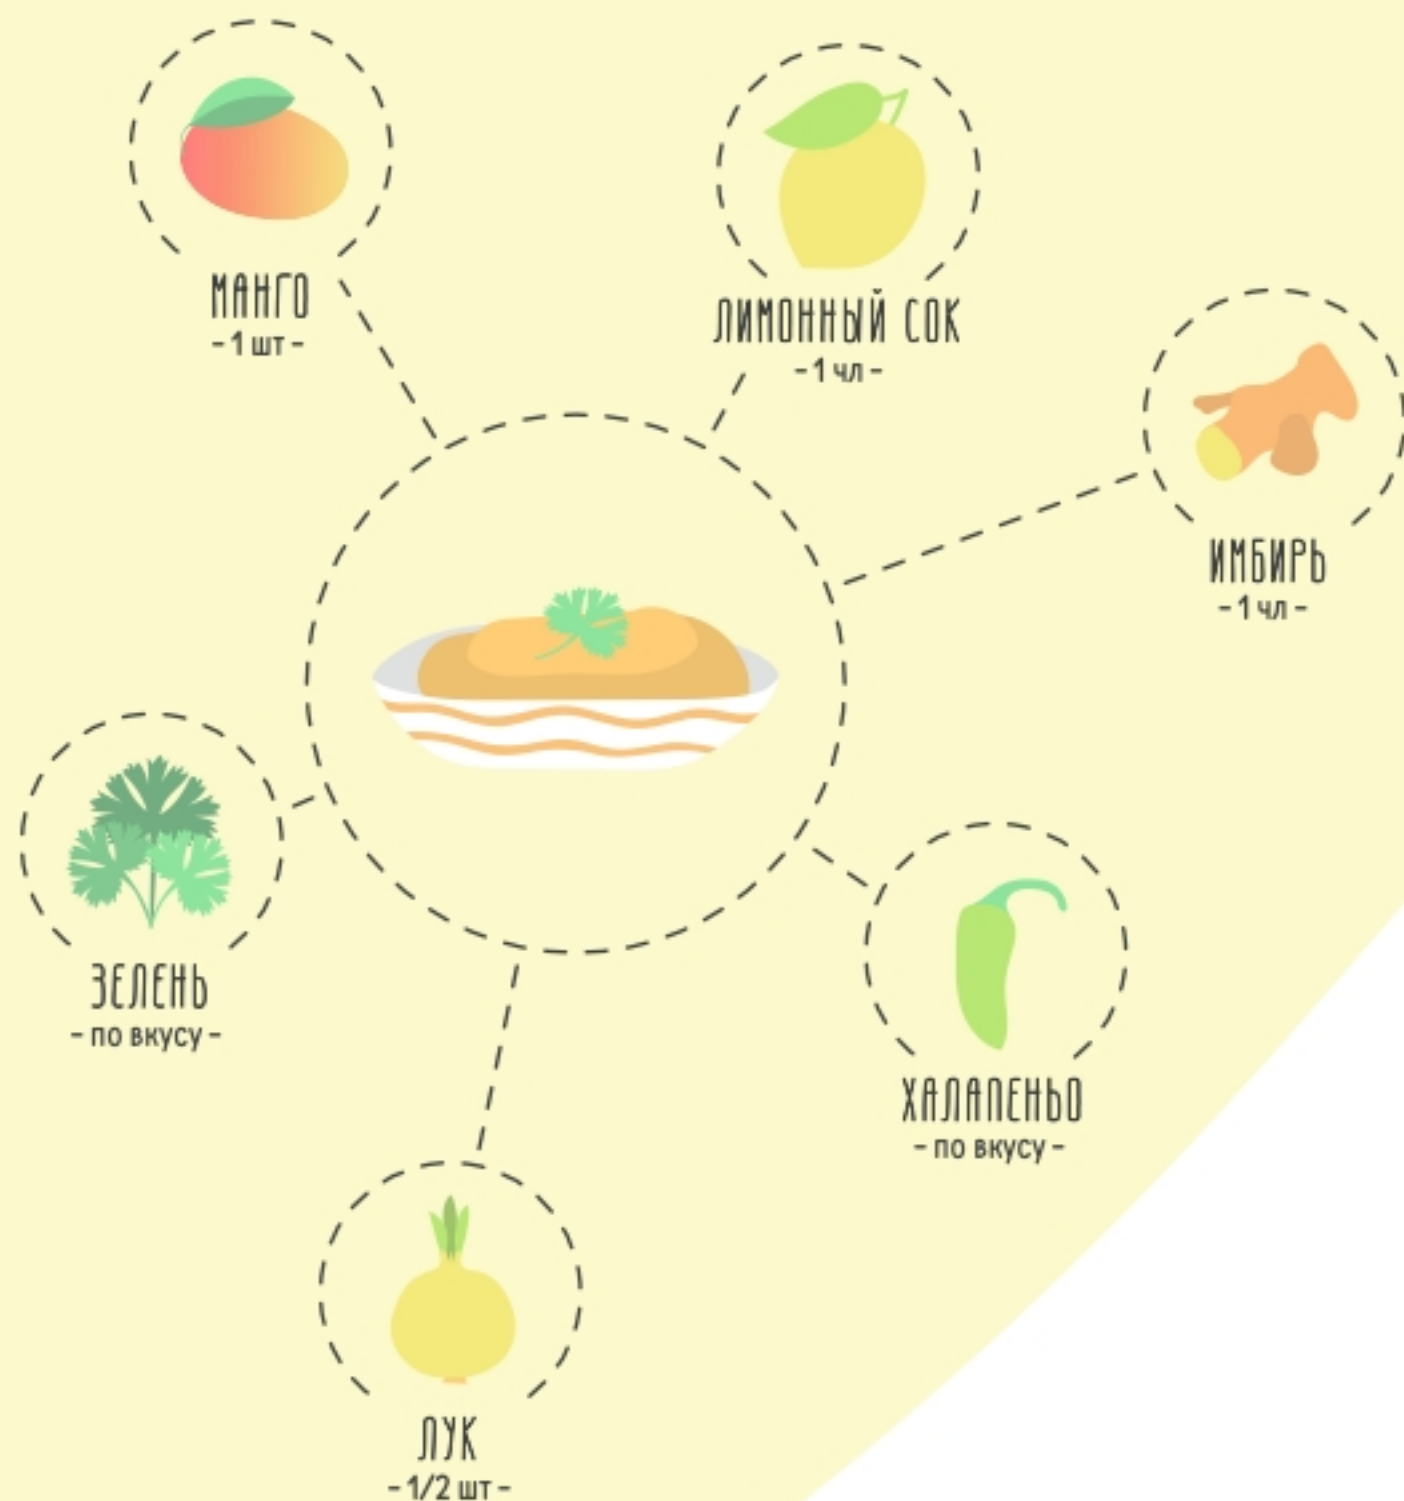 МАНГО
-1 шт-
ЛИМОННЫЙ СОК
-1 чл-
ИМБИРЬ
-1 чл-
ЗЕЛЕНЬ
- по вкусу -
ХАЛАПЕНЬО
- по вкусу -
ЛУК
-1/2 шт-